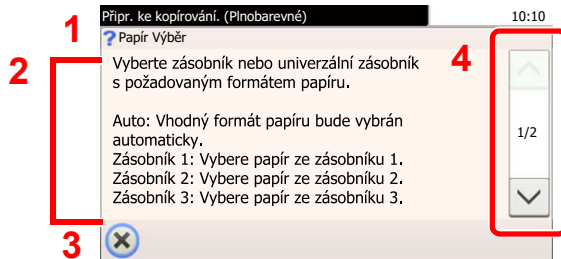 Připr. ke kopírování. (Plnobarevné) 10:10
1
? Papír Výběr
2
Vyberte zásobník nebo univerzální zásobník
s požadovaným formátem papíru.
4
Auto: Vhodný formát papíru bude vybrán
automaticky.
1/2
Zásobník 1: Vybere papír ze zásobníku 1.
Zásobník 2: Vybere papír ze zásobníku 2.
Zásobník 3: Vybere papír ze zásobníku 3.
3